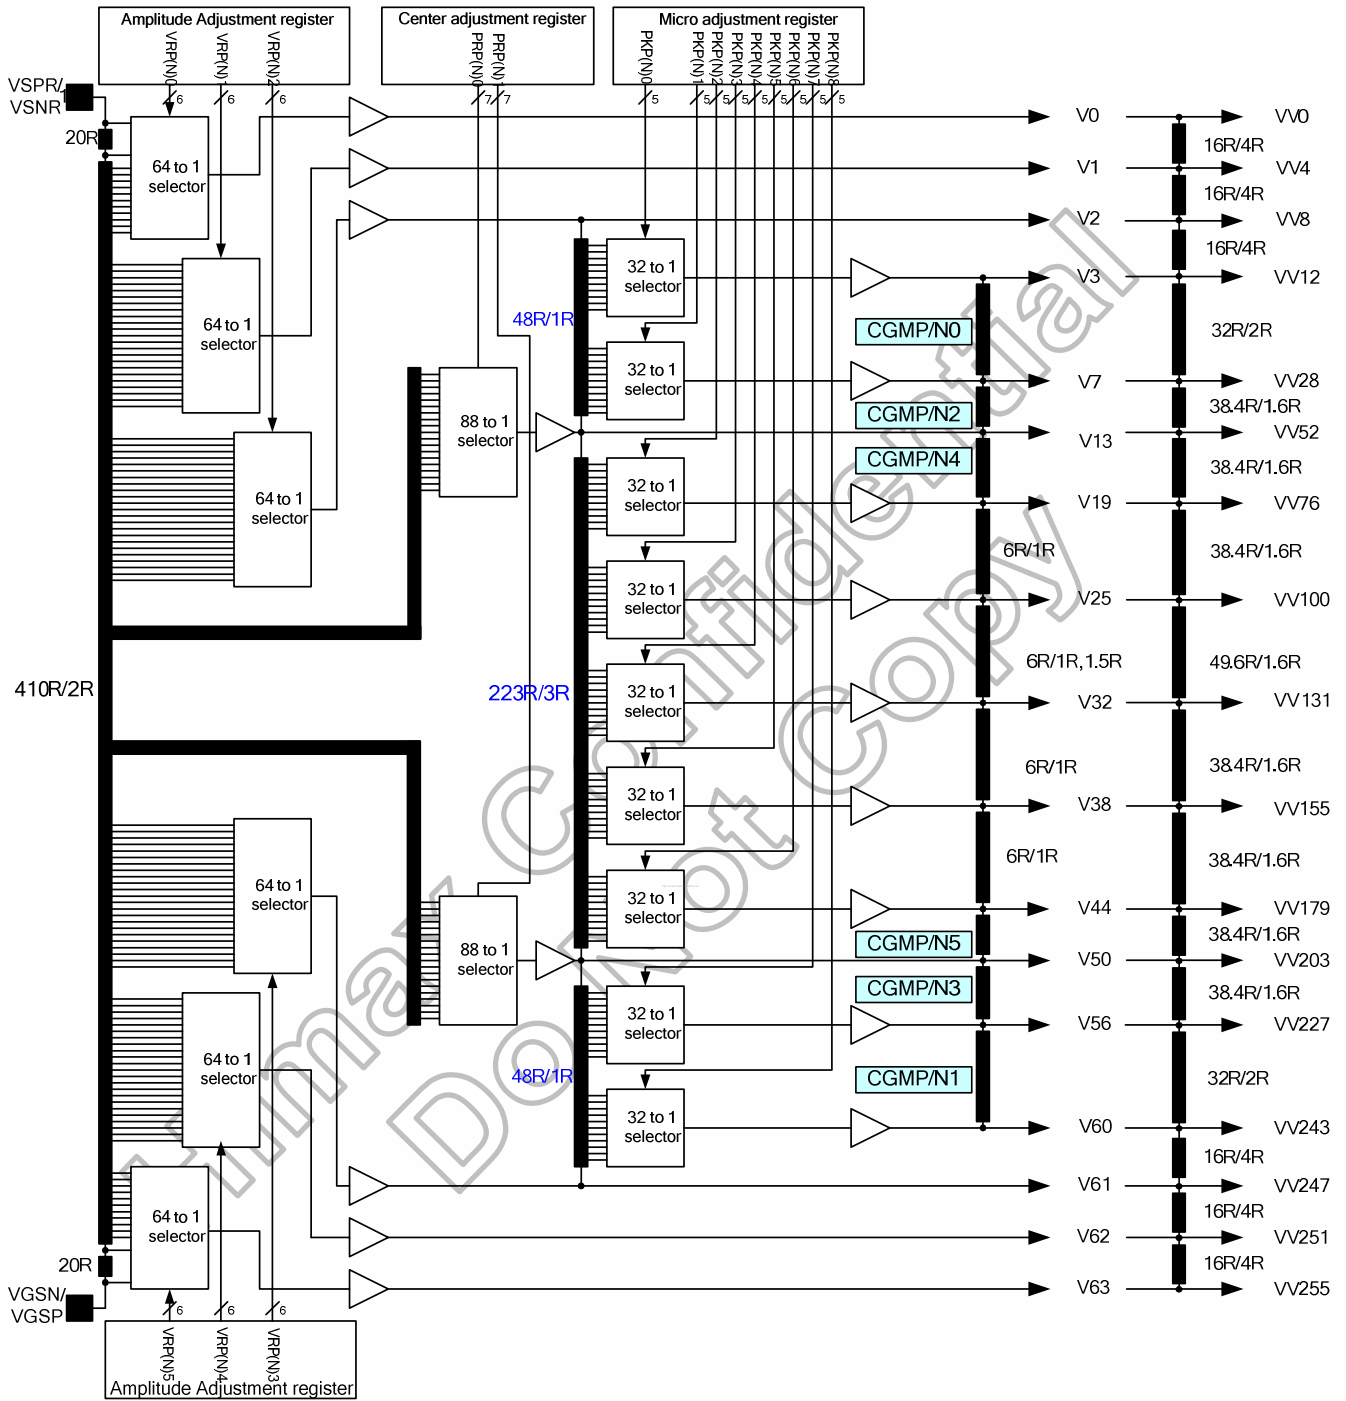 Amplitude Adjustment register
Center adjustment register
Micro adjustment register
VRP(N)0
VRP(N)1
VRP(N)2
PRP(N)0
PRP(N)1
PKP(N)0
PKP(N)1
PKP(N)2
PKP(N)3
PKP(N)4
PKP(N)5
PKP(N)6
PKP(N)7
PKP(N)8
6
6
6
7
7
5
5
5
5
5
5
5
5
5
VSPR/
1
VSNR
20R
64 to 1
selector
V0
VV0
16R/4R
V1
VV4
16R/4R
V2
VV8
16R/4R
32 to 1
selector
V3
VV12
64 to 1
selector
48R/1R
CGMP/N0
32R/2R
32 to 1
selector
V7
VV28
88 to 1
selector
CGMP/N2
38.4R/1.6R
V13
VV52
CGMP/N4
38.4R/1.6R
64 to 1
selector
32 to 1
selector
V19
VV76
6R/1R
38.4R/1.6R
32 to 1
selector
V25
VV100
410R/2R
223R/3R
6R/1R,1.5R
49.6R/1.6R
32 to 1
selector
V32
VV131
6R/1R
38.4R/1.6R
32 to 1
selector
V38
VV155
6R/1R
38.4R/1.6R
64 to 1
selector
32 to 1
selector
V44
VV179
88 to 1
selector
CGMP/N5
38.4R/1.6R
V50
VV203
CGMP/N3
38.4R/1.6R
64 to 1
selector
32 to 1
selector
V56
VV227
48R/1R
CGMP/N1
32R/2R
32 to 1
selector
V60
VV243
16R/4R
V61
VV247
64 to 1
selector
16R/4R
V62
VV251
20R
16R/4R
VGSN/
VGSP
V63
VV255
6
6
6
VRP(N)5
VRP(N)4
VRP(N)3
Amplitude Adjustment register
Himax Confidential
Do Not Copy